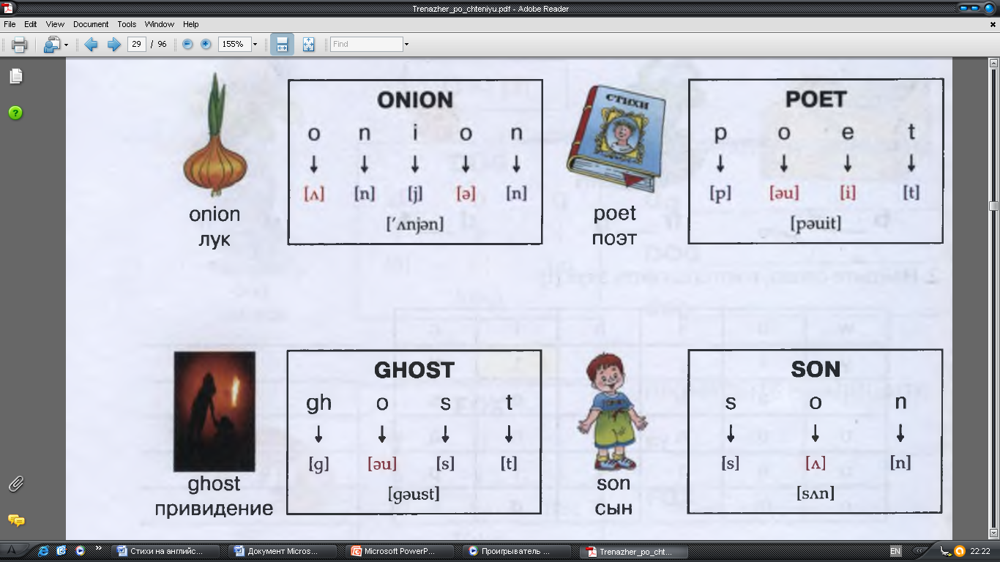 Trenazher_po_chteniyu.pdf - Adobe Reader
File Edit View Document Tools Window Help
29 / 96 155% Find
ONION
o n i o n
[ʌ] [n] [j] [ə] [n]
[ʹʌnjən]
onion
лук
СТИХИ
POET
p o e t
[p] [əu] [i] [t]
[pəuit]
poet
поэт
GHOST
gh o s t
[g] [əu] [s] [t]
[gəust]
ghost
привидение
SON
s o n
[s] [ʌ] [n]
[sʌn]
son
сын
Стихи на английс... Документ Micros... Microsoft PowerP... Проигрыватель ... Trenazher_po_cht... EN 22:22